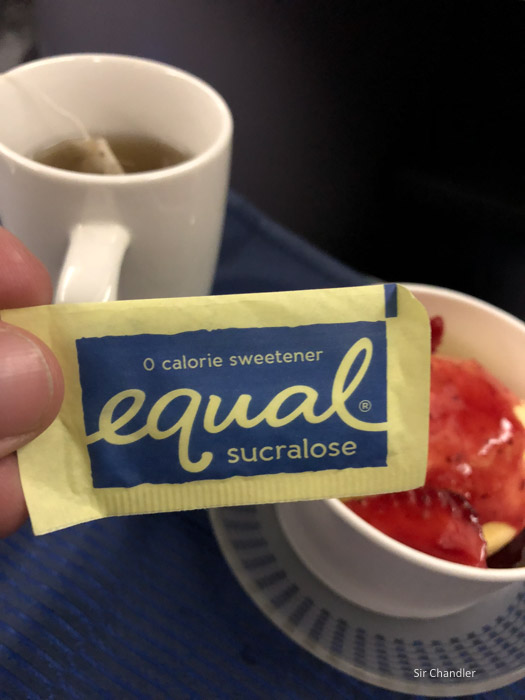 0 calorie sweetener
equal®
sucralose
Sir Chandler